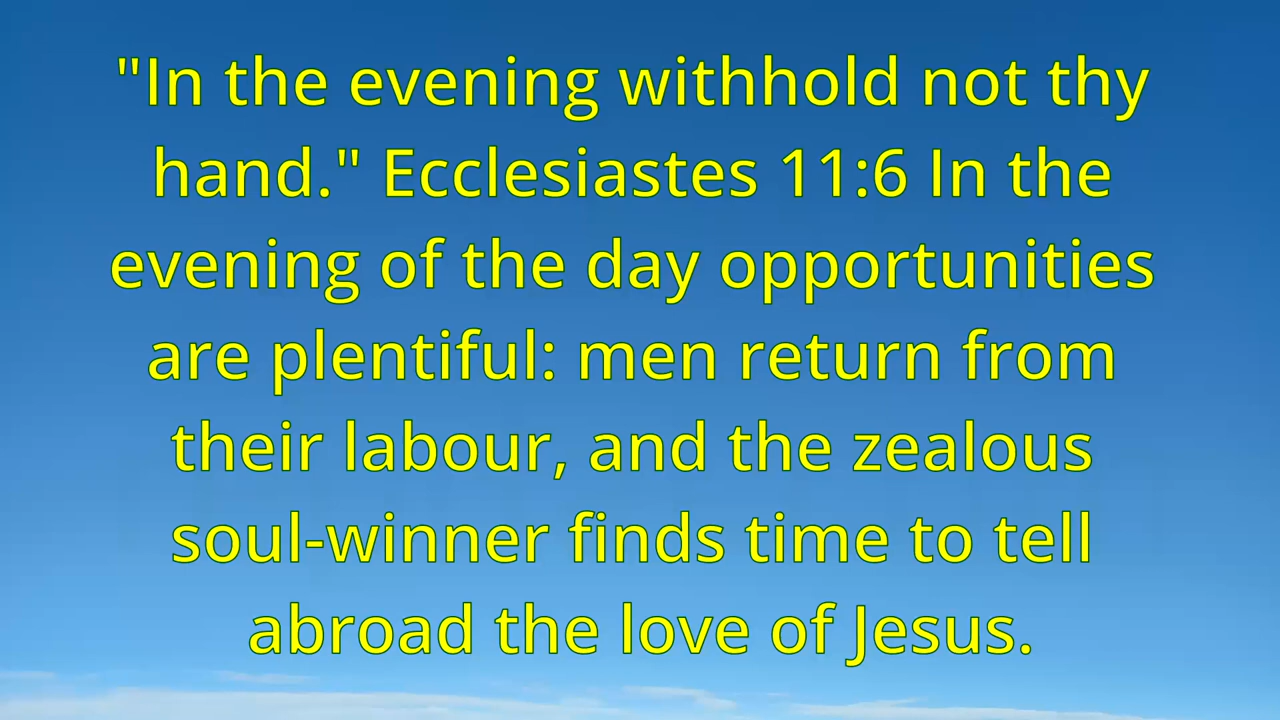 "In the evening withhold not thy
hand." Ecclesiastes 11:6 In the
evening of the day opportunities
are plentiful: men return from
their labour, and the zealous
soul-winner finds time to tell
abroad the love of Jesus.